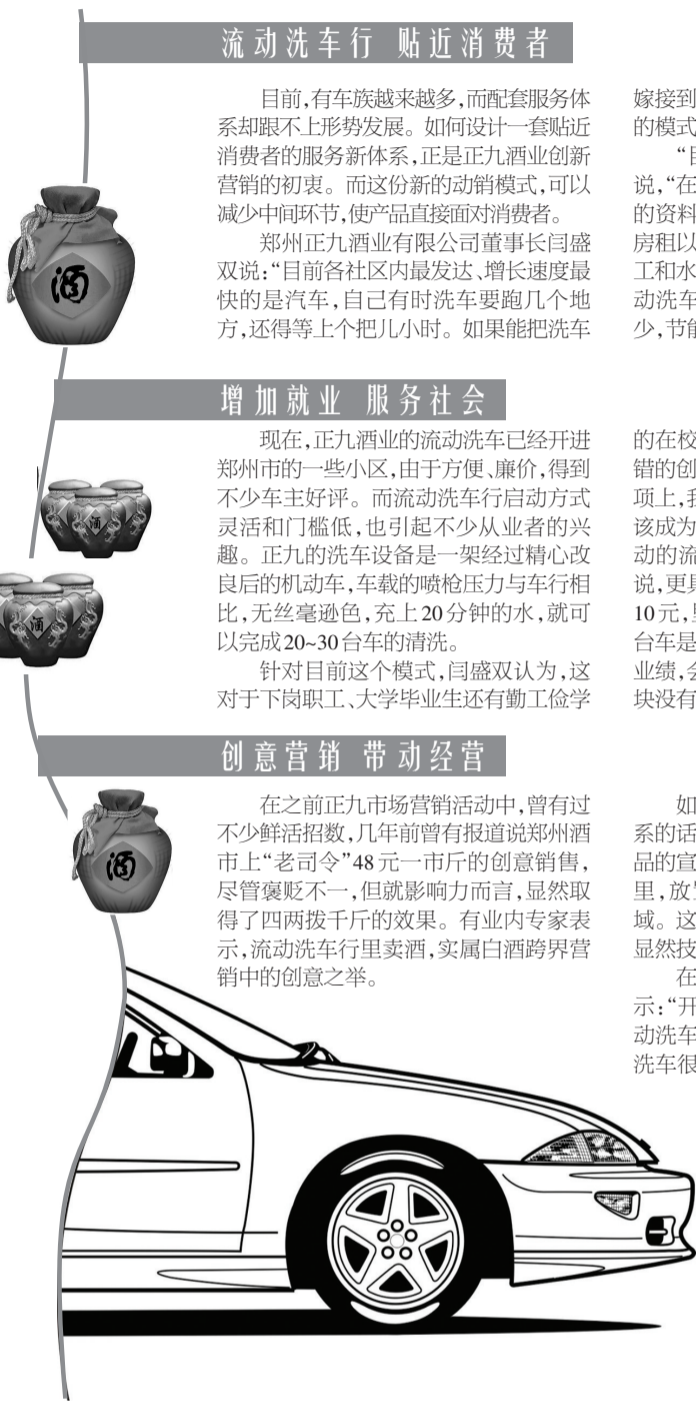 流动洗车行 贴近消费者
目前,有车族越来越多,而配套服务体
系却跟不上形势发展。如何设计一套贴近
消费者的服务新体系,正是正九酒业创新
营销的初衷。而这份新的动销模式,可以
减少中间环节,使产品直接面对消费者。
郑州正九酒业有限公司董事长闫盛
双说:“目前各社区内最发达、增长速度最
快的是汽车,自己有时洗车要跑几个地
方,还得等上个把儿小时。如果能把洗车
嫁接到
的模式
说,“在
的资料
房租以
工和水
动洗车
少,节能
酒
增加就业 服务社会
现在,正九酒业的流动洗车已经开进
郑州市的一些小区,由于方便、廉价,得到
不少车主好评。而流动洗车行启动方式
灵活和门槛低,也引起不少从业者的兴
趣。正九的洗车设备是一架经过精心改
良后的机动车,车载的喷枪压力与车行相
比,无丝毫逊色,充上20分钟的水,就可
以完成20~30台车的清洗。
针对目前这个模式,闫盛双认为,这
对于下岗职工、大学毕业生还有勤工俭学
的在校
错的创
项上,我
该成为
动的流
说,更具
10元,
台车是
业绩,会
块没有
酒
酒
创意营销 带动经营
在之前正九市场营销活动中,曾有过
不少鲜活招数,几年前曾有报道说郑州酒
市上“老司令”48元一市斤的创意销售,
尽管褒贬不一,但就影响力而言,显然取
得了四两拨千斤的效果。有业内专家表
示,流动洗车行里卖酒,实属白酒跨界营
销中的创意之举。
如
系的话
品的宣
里,放置
域。这
显然技
在
示:“开
动洗车
洗车很
酒